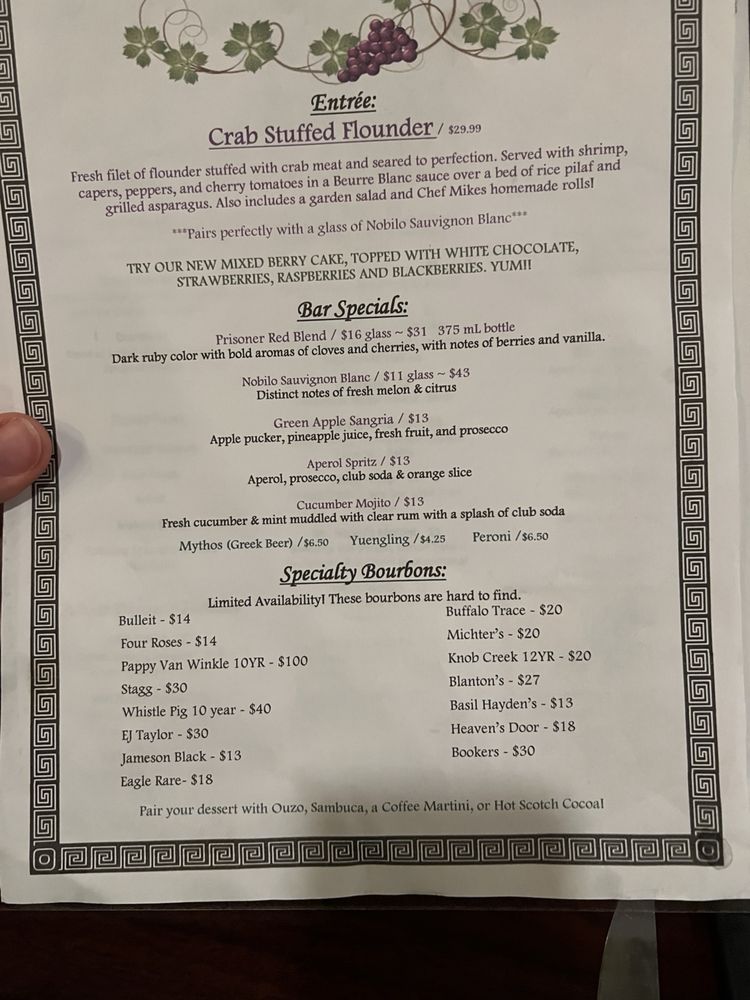 Entrée:
Crab Stuffed Flounder / $29.99
Fresh filet of flounder stuffed with crab meat and seared to perfection. Served with shrimp,
capers, peppers, and cherry tomatoes in a Beurre Blanc sauce over a bed of rice pilaf and
grilled asparagus. Also includes a garden salad and Chef Mikes homemade rolls!
***Pairs perfectly with a glass of Nobilo Sauvignon Blanc***
TRY OUR NEW MIXED BERRY CAKE, TOPPED WITH WHITE CHOCOLATE,
STRAWBERRIES, RASPBERRIES AND BLACKBERRIES. YUM!!
Bar Specials:
Prisoner Red Blend / $16 glass ~ $31 375 mL bottle
Dark ruby color with bold aromas of cloves and cherries, with notes of berries and vanilla.
Nobilo Sauvignon Blanc / $11 glass ~ $43
Distinct notes of fresh melon & citrus
Green Apple Sangria / $13
Apple pucker, pineapple juice, fresh fruit, and prosecco
Aperol Spritz / $13
Aperol, prosecco, club soda & orange slice
Cucumber Mojito / $13
Fresh cucumber & mint muddled with clear rum with a splash of club soda
Mythos (Greek Beer) /$6.50 Yuengling /$4.25 Peroni /$6.50
Specialty Bourbons:
Limited Availability! These bourbons are hard to find.
Bulleit - $14
Four Roses - $14
Pappy Van Winkle 10YR - $100
Stagg - $30
Whistle Pig 10 year - $40
EJ Taylor - $30
Jameson Black - $13
Eagle Rare- $18
Buffalo Trace - $20
Michter's - $20
Knob Creek 12YR - $20
Blanton's - $27
Basil Hayden's - $13
Heaven's Door - $18
Bookers - $30
Pair your dessert with Ouzo, Sambuca, a Coffee Martini, or Hot Scotch Cocoa!